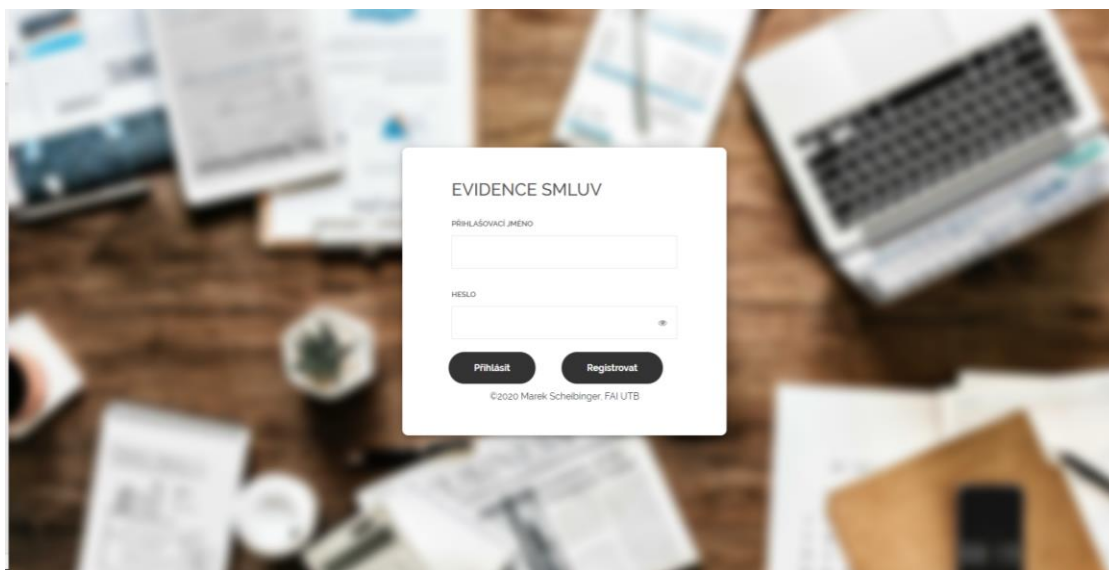 EVIDENCE SMLUV
PŘIHLAŠOVACÍ JMÉNO
HESLO
Přihlásit Registrovat
©2020 Marek Scheibinger, FAI UTB